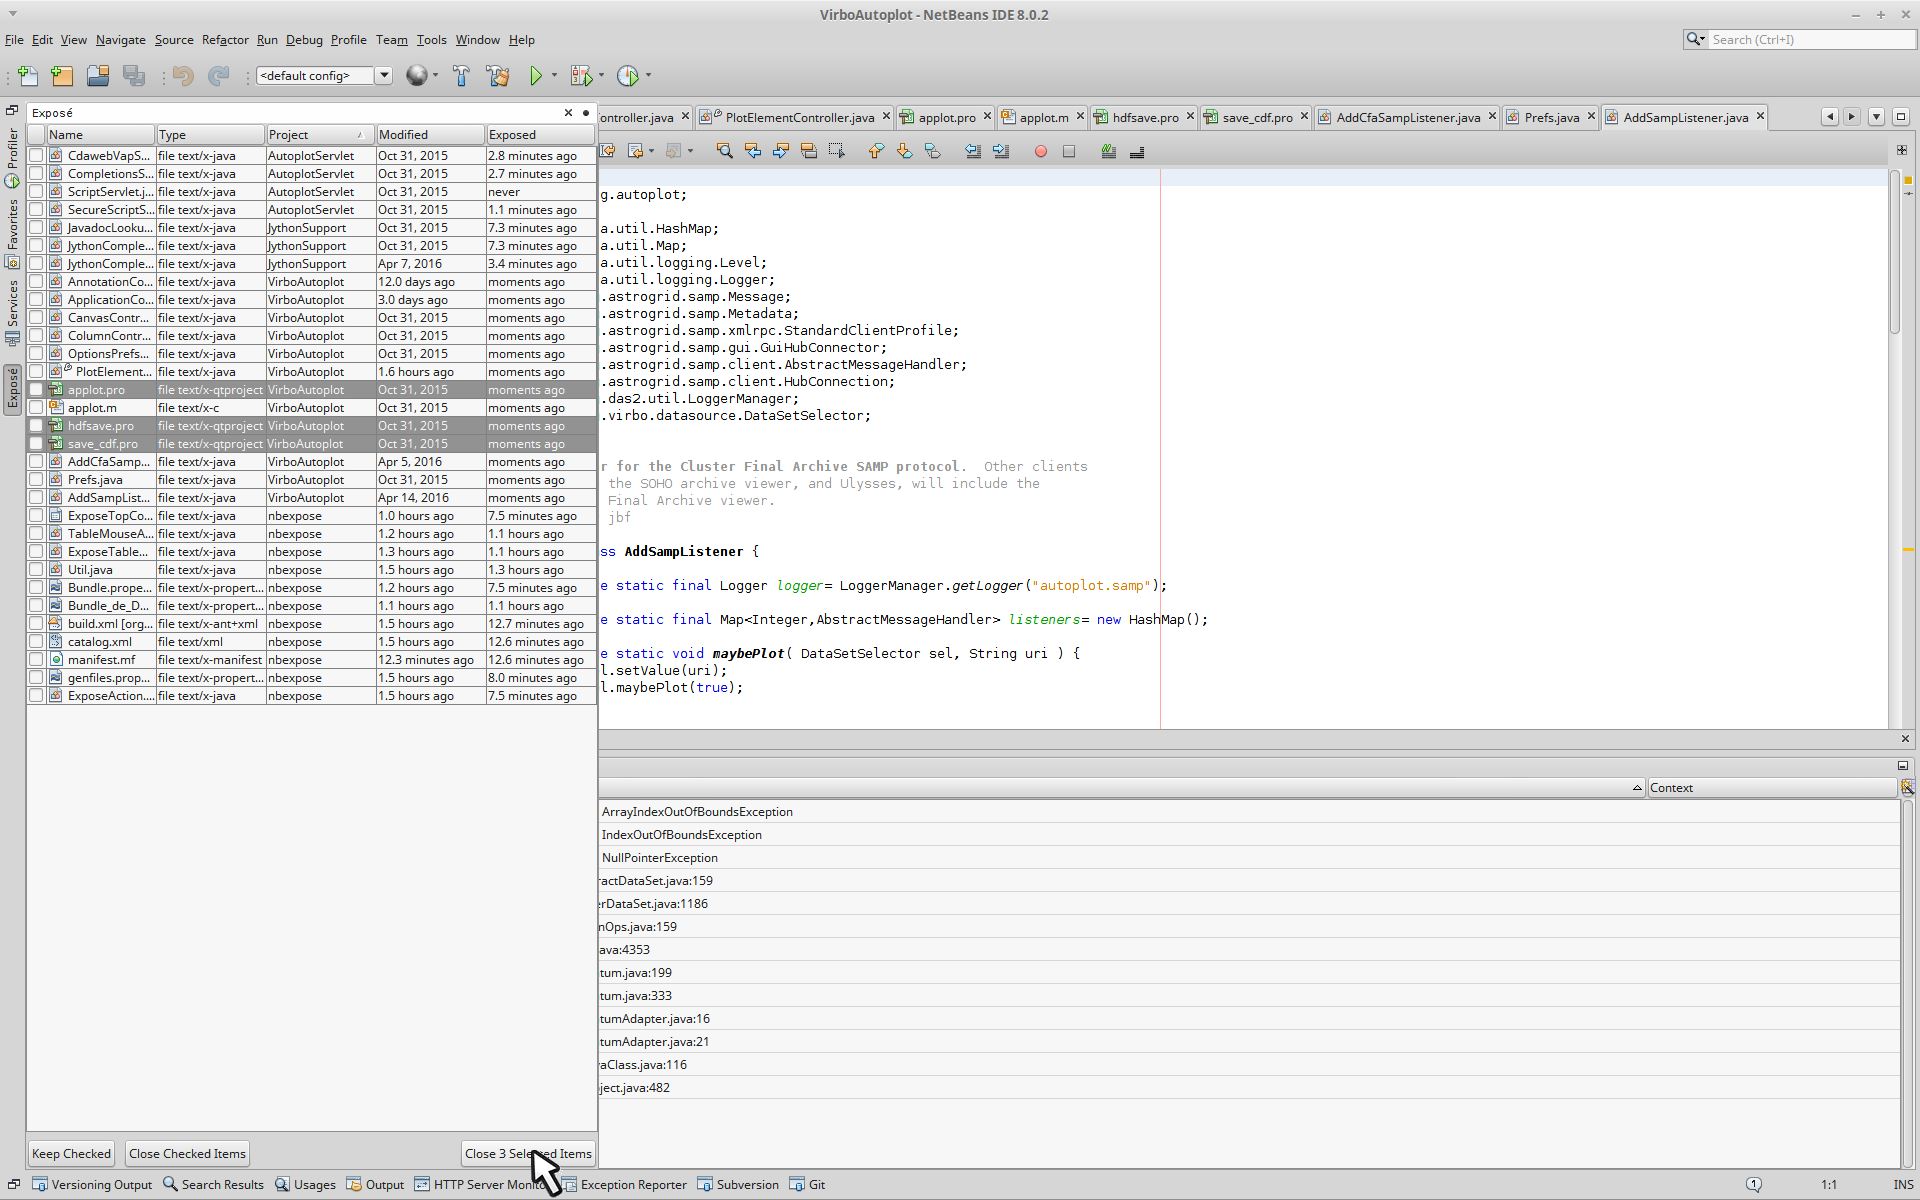 VirboAutoplot - NetBeans IDE 8.0.2
File Edit View Navigate Source Refactor Run Debug Profile Team Tools Window Help
Search (Ctrl+I)
<default config>
Exposé
Name Type Project Modified Exposed
CdawebVapS... file text/x-java AutoplotServlet Oct 31, 2015 2.8 minutes ago
CompletionsS... file text/x-java AutoplotServlet Oct 31, 2015 2.7 minutes ago
ScriptServlet.j... file text/x-java AutoplotServlet Oct 31, 2015 never
SecureScriptS... file text/x-java AutoplotServlet Oct 31, 2015 1.1 minutes ago
JavadocLooku... file text/x-java JythonSupport Oct 31, 2015 7.3 minutes ago
JythonComple... file text/x-java JythonSupport Oct 31, 2015 7.3 minutes ago
JythonComple... file text/x-java JythonSupport Apr 7, 2016 3.4 minutes ago
AnnotationCo... file text/x-java VirboAutoplot 12.0 days ago moments ago
ApplicationCo... file text/x-java VirboAutoplot 3.0 days ago moments ago
CanvasContr... file text/x-java VirboAutoplot Oct 31, 2015 moments ago
ColumnContr... file text/x-java VirboAutoplot Oct 31, 2015 moments ago
OptionsPrefs... file text/x-java VirboAutoplot Oct 31, 2015 moments ago
PlotElement... file text/x-java VirboAutoplot 1.6 hours ago moments ago
applot.pro file text/x-qtproject VirboAutoplot Oct 31, 2015 moments ago
applot.m file text/x-c VirboAutoplot Oct 31, 2015 moments ago
hdfsave.pro file text/x-qtproject VirboAutoplot Oct 31, 2015 moments ago
save_cdf.pro file text/x-qtproject VirboAutoplot Oct 31, 2015 moments ago
AddCfaSamp... file text/x-java VirboAutoplot Apr 5, 2016 moments ago
Prefs.java file text/x-java VirboAutoplot Oct 31, 2015 moments ago
AddSampList... file text/x-java VirboAutoplot Apr 14, 2016 moments ago
ExposeTopCo... file text/x-java nbexpose 1.0 hours ago 7.5 minutes ago
TableMouseA... file text/x-java nbexpose 1.2 hours ago 1.1 hours ago
ExposeTable... file text/x-java nbexpose 1.3 hours ago 1.1 hours ago
Util.java file text/x-java nbexpose 1.5 hours ago 1.3 hours ago
Bundle.prope... file text/x-propert... nbexpose 1.2 hours ago 7.5 minutes ago
Bundle_de_D... file text/x-propert... nbexpose 1.1 hours ago 1.1 hours ago
build.xml [org... file text/x-ant+xml nbexpose 1.5 hours ago 12.7 minutes ago
catalog.xml file text/xml nbexpose 1.5 hours ago 12.6 minutes ago
manifest.mf file text/x-manifest nbexpose 12.3 minutes ago 12.6 minutes ago
genfiles.prop... file text/x-propert... nbexpose 1.5 hours ago 8.0 minutes ago
ExposeAction.... file text/x-java nbexpose 1.5 hours ago 7.5 minutes ago
Keep Checked Close Checked Items Close 3 Selected Items
Profiler
Favorites
Services
Exposé
ontroller.java PlotElementController.java applot.pro applot.m hdfsave.pro save_cdf.pro AddCfaSampListener.java Prefs.java AddSampListener.java
g.autoplot;
a.util.HashMap;
a.util.Map;
a.util.logging.Level;
a.util.logging.Logger;
.astrogrid.samp.Message;
.astrogrid.samp.Metadata;
.astrogrid.samp.xmlrpc.StandardClientProfile;
.astrogrid.samp.gui.GuiHubConnector;
.astrogrid.samp.client.AbstractMessageHandler;
.astrogrid.samp.client.HubConnection;
.das2.util.LoggerManager;
.virbo.datasource.DataSetSelector;
r for the Cluster Final Archive SAMP protocol.  Other clients
the SOHO archive viewer, and Ulysses, will include the
Final Archive viewer.
jbf
ss AddSampListener {
e static final Logger logger= LoggerManager.getLogger("autoplot.samp");
e static final Map<Integer,AbstractMessageHandler> listeners= new HashMap();
e static void maybePlot( DataSetSelector sel, String uri ) {
l.setValue(uri);
l.maybePlot(true);
Context
ArrayIndexOutOfBoundsException
IndexOutOfBoundsException
NullPointerException
ractDataSet.java:159
erDataSet.java:1186
nOps.java:159
ava:4353
tum.java:199
tum.java:333
tumAdapter.java:16
tumAdapter.java:21
aClass.java:116
ject.java:482
Versioning Output Search Results Usages Output HTTP Server Monito Exception Reporter Subversion Git 1 1:1 INS